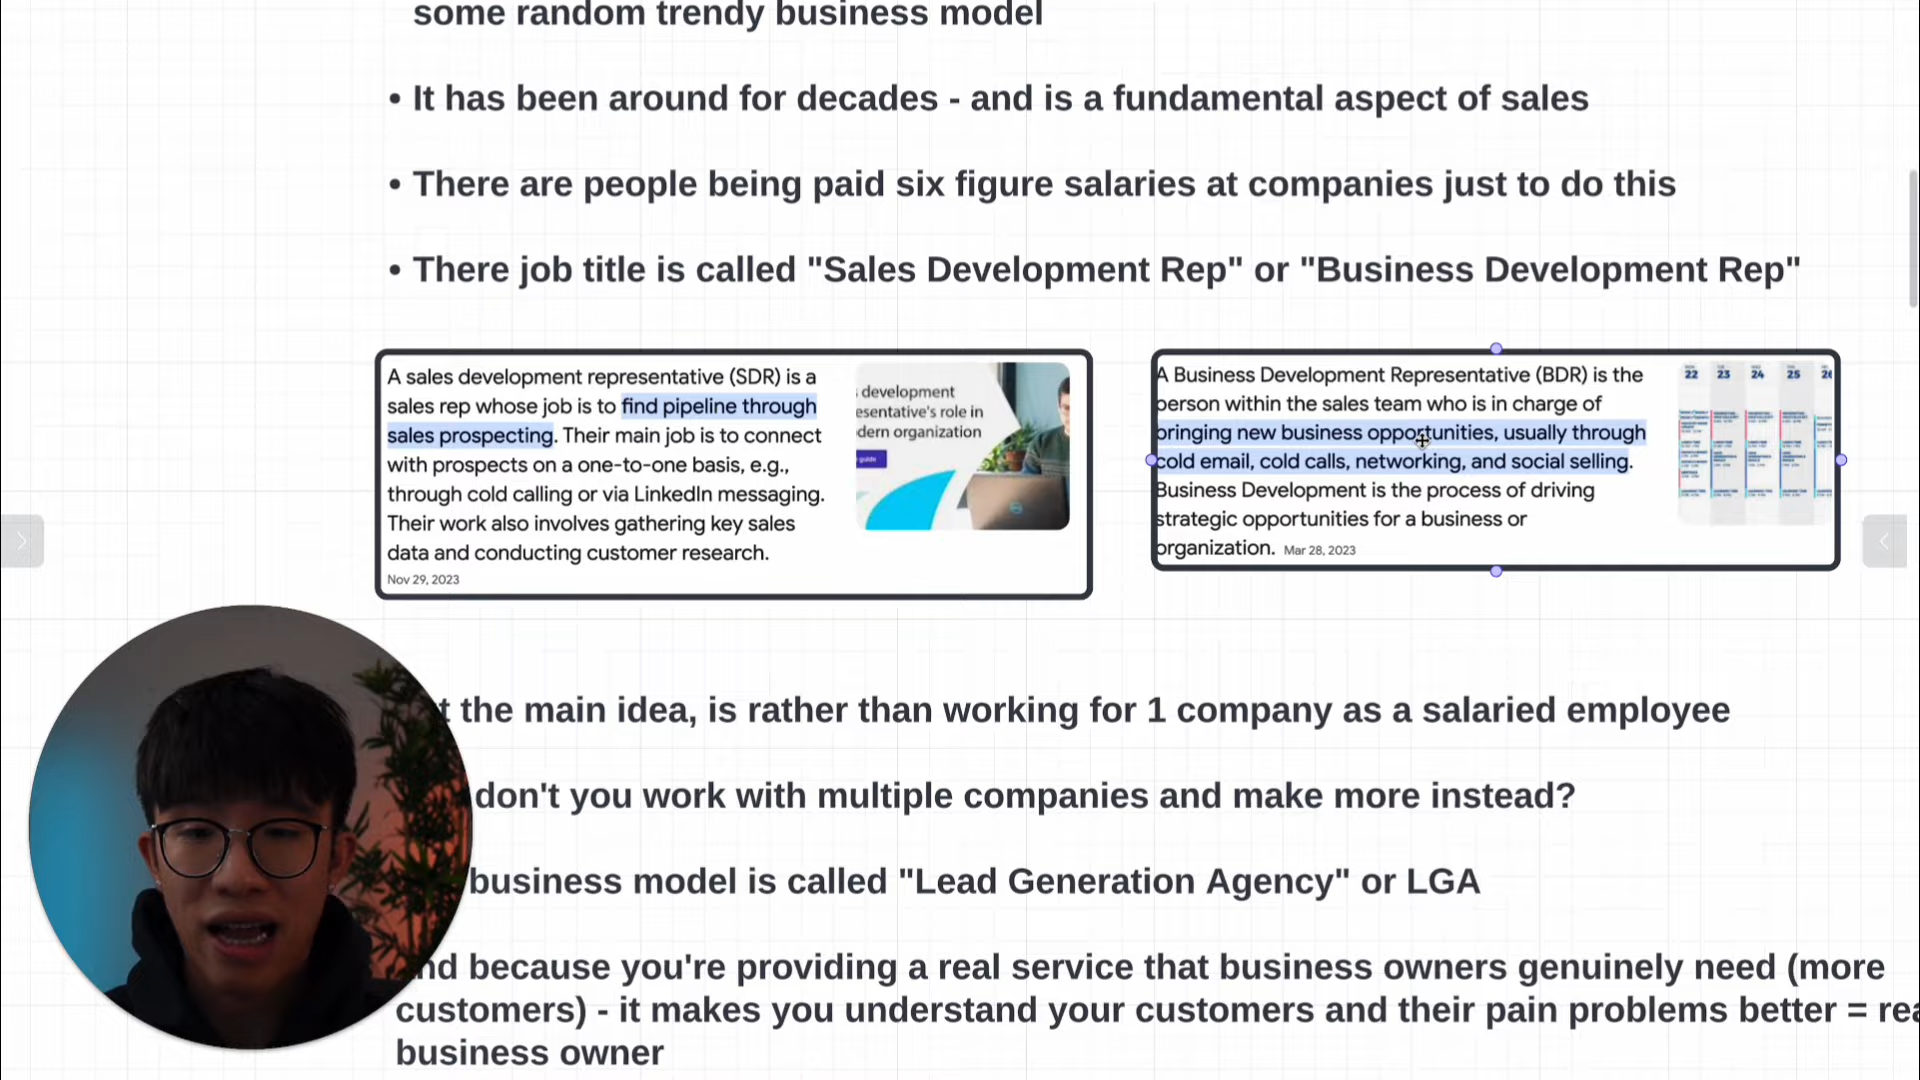 some random trendy business model
• It has been around for decades - and is a fundamental aspect of sales
• There are people being paid six figure salaries at companies just to do this
• There job title is called "Sales Development Rep" or "Business Development Rep"
A sales development representative (SDR) is a
sales rep whose job is to find pipeline through
sales prospecting. Their main job is to connect
with prospects on a one-to-one basis, e.g.,
through cold calling or via LinkedIn messaging.
Their work also involves gathering key sales
data and conducting customer research.
Nov 29, 2023
development
esentative's role in
dern organization
guide
A Business Development Representative (BDR) is the
person within the sales team who is in charge of
bringing new business opportunities, usually through
cold email, cold calls, networking, and social selling.
Business Development is the process of driving
strategic opportunities for a business or
organization. Mar 28, 2023
22 23 24 25 26
t the main idea, is rather than working for 1 company as a salaried employee
don't you work with multiple companies and make more instead?
business model is called "Lead Generation Agency" or LGA
nd because you're providing a real service that business owners genuinely need (more
customers) - it makes you understand your customers and their pain problems better = rea
business owner